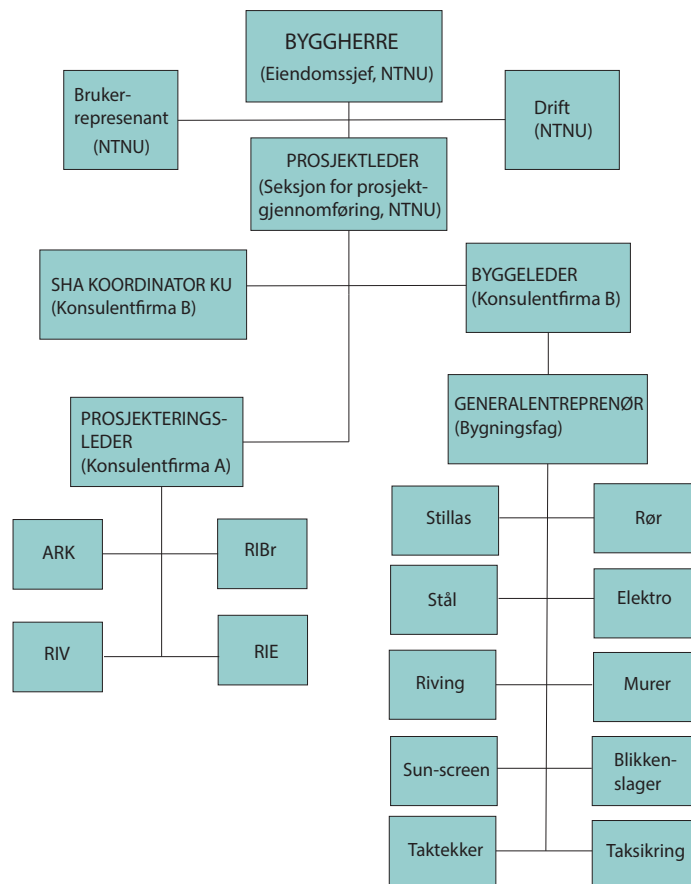 BYGGHERRE
(Eiendomssjef, NTNU)
Bruker-
represenant
(NTNU)
Drift
(NTNU)
PROSJEKTLEDER
(Seksjon for prosjekt-
gjennomføring, NTNU)
SHA KOORDINATOR KU
(Konsulentfirma B)
BYGGELEDER
(Konsulentfirma B)
PROSJEKTERINGS-
LEDER
(Konsulentfirma A)
GENERALENTREPRENØR
(Bygningsfag)
ARK
RIBr
RIV
RIE
Stillas
Rør
Stål
Elektro
Riving
Murer
Sun-screen
Blikken-
slager
Taktekker
Taksikring